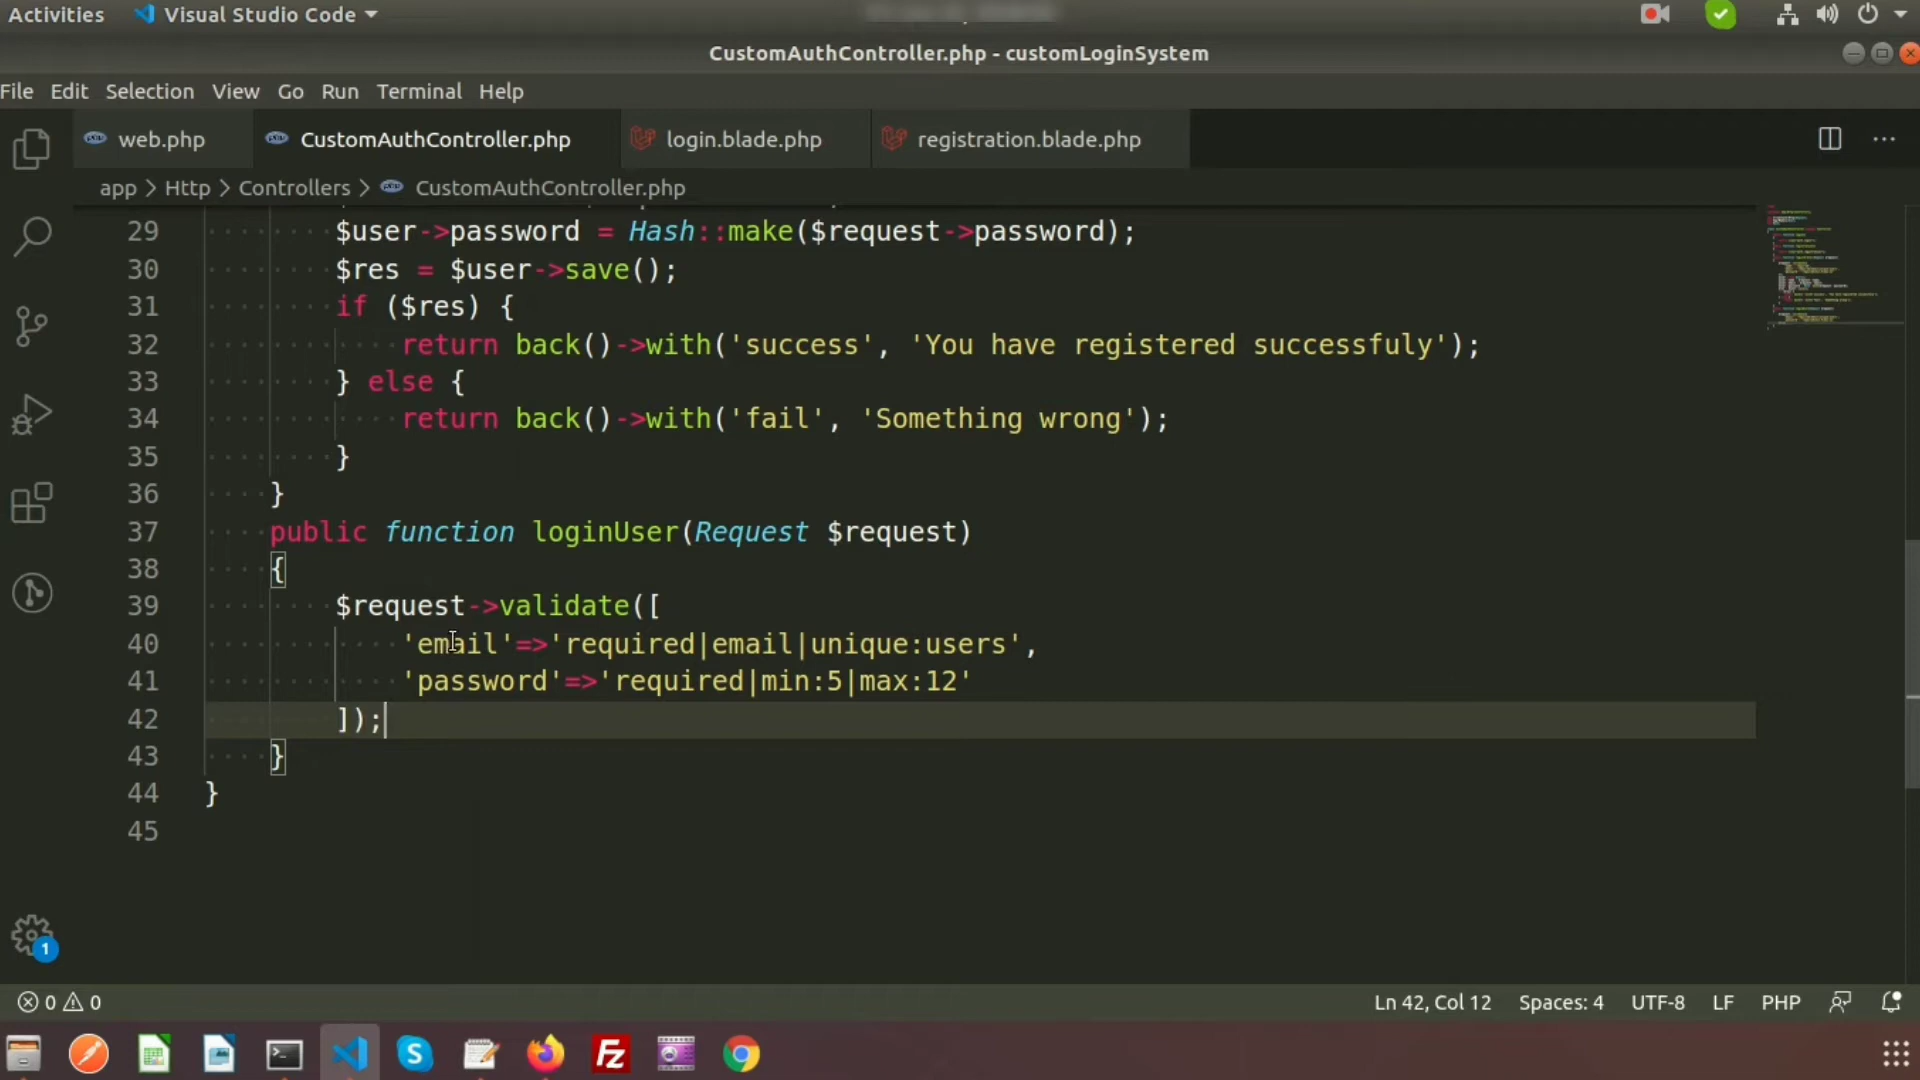 Activities Visual Studio Code
CustomAuthController.php - customLoginSystem
File Edit Selection View Go Run Terminal Help
web.php CustomAuthController.php login.blade.php registration.blade.php
app > Http > Controllers > CustomAuthController.php
29 $user->password = Hash::make($request->password);
30 $res = $user->save();
31 if ($res) {
32 return back()->with('success', 'You have registered successfuly');
33 } else {
34 return back()->with('fail', 'Something wrong');
35 }
36 }
37 public function loginUser(Request $request)
38 {
39 $request->validate([
40 'email'=>'required|email|unique:users',
41 'password'=>'required|min:5|max:12'
42 ]);
43 }
44 }
45
1
0 0 Ln 42, Col 12 Spaces: 4 UTF-8 LF PHP